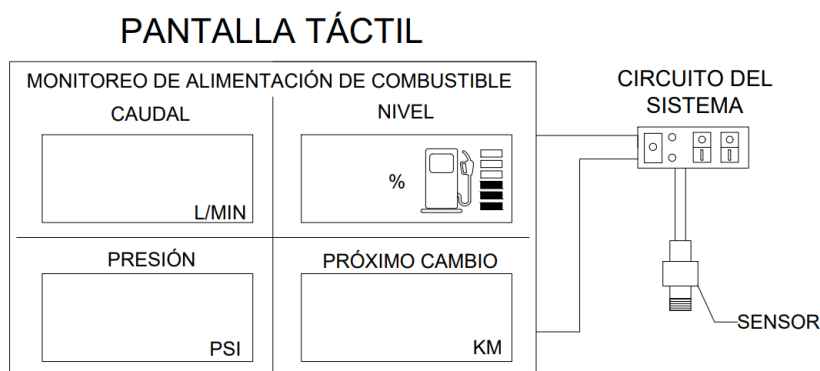 PANTALLA TÁCTIL
MONITOREO DE ALIMENTACIÓN DE COMBUSTIBLE
CAUDAL
L/MIN
NIVEL
%
PRESIÓN
PSI
PRÓXIMO CAMBIO
KM
CIRCUITO DEL
SISTEMA
SENSOR